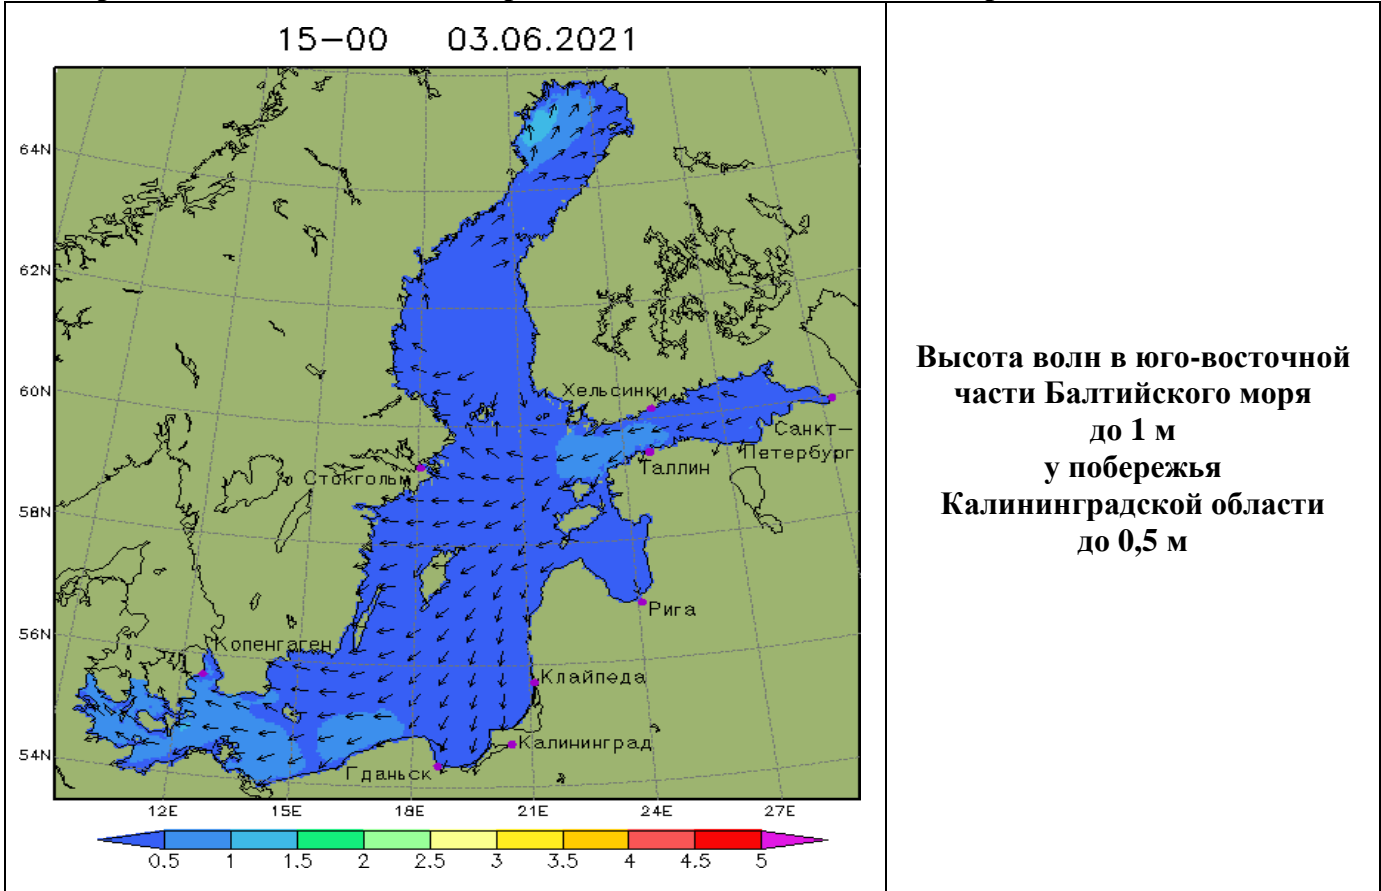 15-00 03.06.2021
64N
62N
60N
58N
56N
54N
Хельсинки
Санкт-
Петербург
Таллин
Стокгольм
Рига
Копенгаген
Клайпеда
Калининград
Гданьск
12E 15E 18E 21E 24E 27E
0.5 1 1.5 2 2.5 3 3.5 4 4.5 5
Высота волн в юго-восточной
части Балтийского моря
до 1 м
у побережья
Калининградской области
до 0,5 м